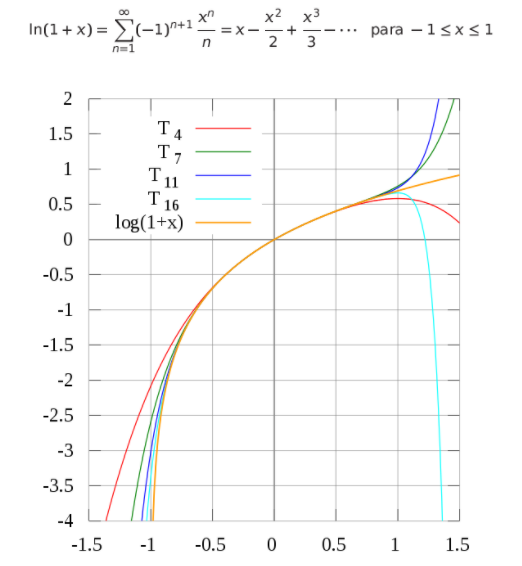 ln(1 + x) = ∑_{n=1}^{∞} (−1)^{n+1} x^n/n = x − x^2/2 + x^3/3 − ⋯ para − 1 ≤ x ≤ 1
T 4
T 7
T 11
T 16
log(1+x)
2
1.5
1
0.5
0
-0.5
-1
-1.5
-2
-2.5
-3
-3.5
-4
-1.5 -1 -0.5 0 0.5 1 1.5